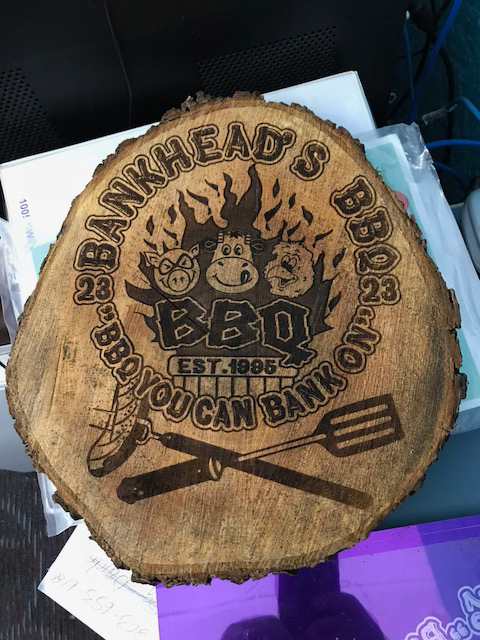 BANKHEAD'S BBQ
23 23
BBQ
EST. 1995
"BBQ YOU CAN BANK ON"